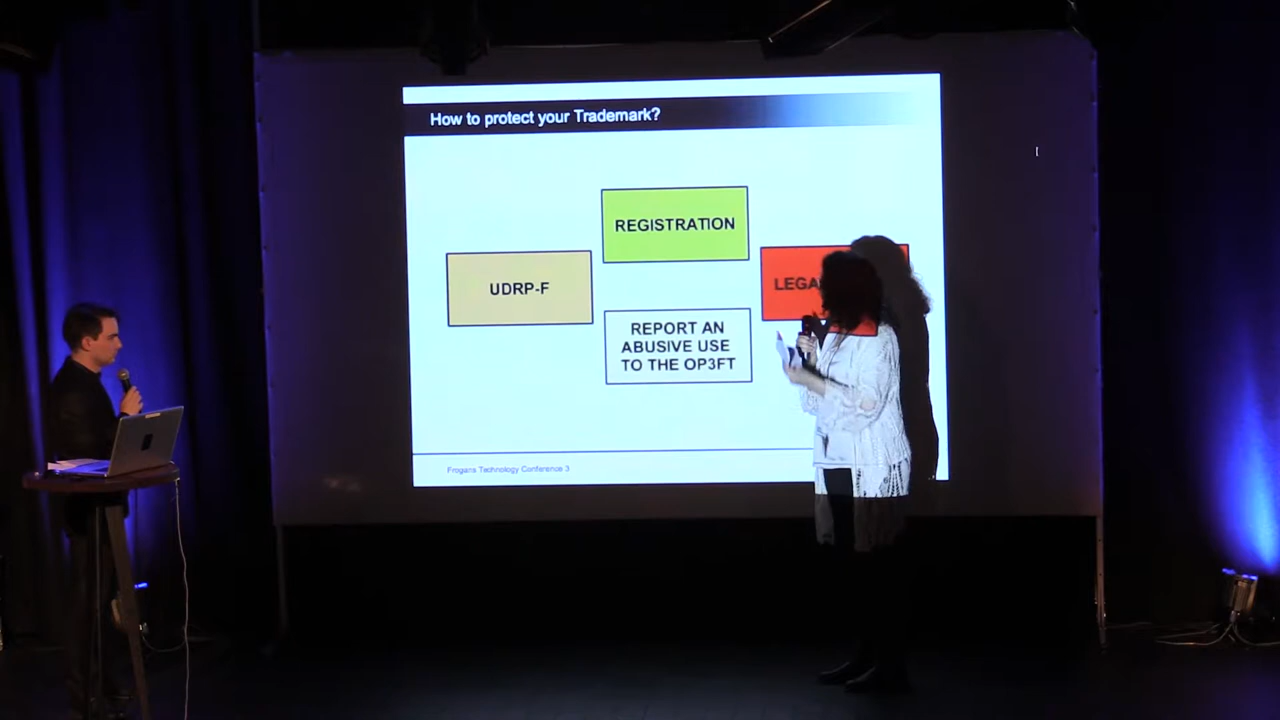 How to protect your Trademark?
REGISTRATION
UDRP-F
REPORT AN
ABUSIVE USE
TO THE OP3FT
Frogans Technology Conference 3